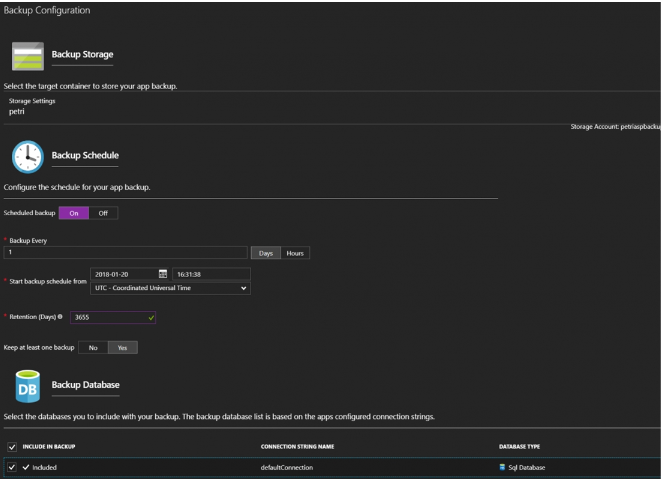 Backup Configuration
Backup Storage
Select the target container to store your app backup.
Storage Settings
petri
Storage Account: petriaspbacku
Backup Schedule
Configure the schedule for your app backup.
Scheduled backup On Off
* Backup Every
1 Days Hours
* Start backup schedule from 2018-01-20 16:31:38
UTC - Coordinated Universal Time
* Retention (Days) 3655
Keep at least one backup No Yes
DB Backup Database
Select the databases you to include with your backup. The backup database list is based on the apps configured connection strings.
INCLUDE IN BACKUP CONNECTION STRING NAME DATABASE TYPE
Included defaultConnection Sql Database